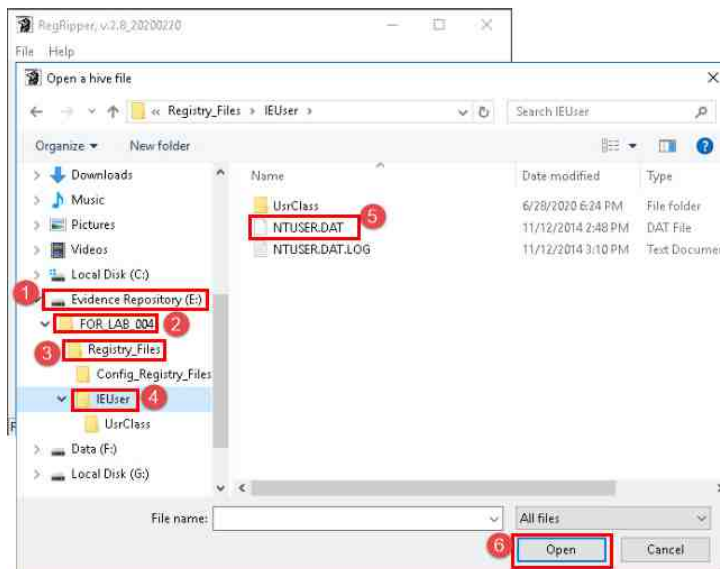 RegRipper, v.2.8_20200220
File Help
Open a hive file
« Registry_Files > IEUser >
Search IEUser
Organize New folder
Name Date modified Type
Downloads
Music
Pictures
Videos
Local Disk (C:)
1 Evidence Repository (E:)
FOR_LAB_004 2
3 Registry_Files
Config_Registry_Files
IEUser 4
UsrClass
Data (F:)
Local Disk (G:)
UsrClass 6/28/2020 6:24 PM File folder
NTUSER.DAT 5 11/12/2014 2:48 PM DAT File
NTUSER.DAT.LOG 11/12/2014 3:10 PM Text Docume
File name: All files
6 Open Cancel